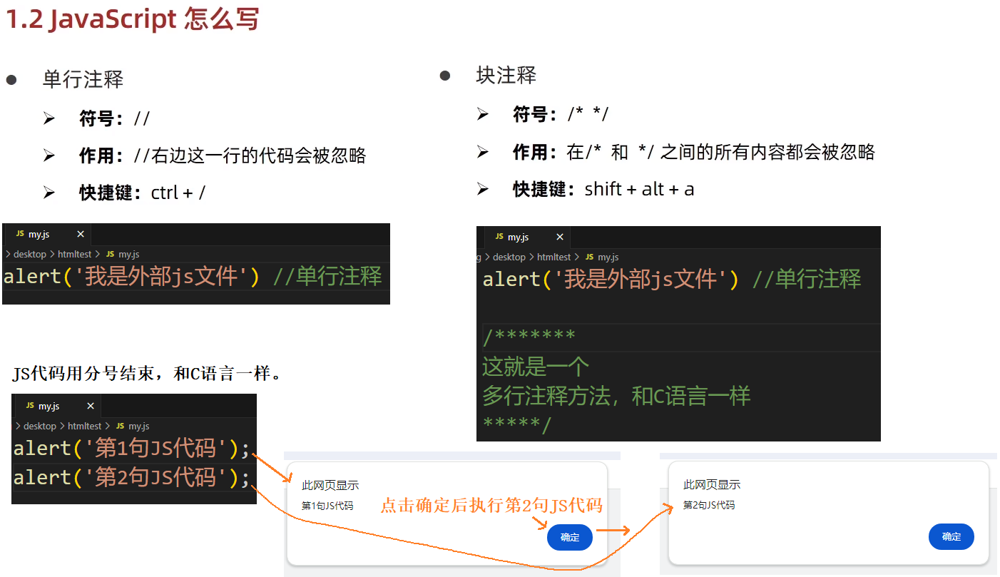 1.2 JavaScript 怎么写
单行注释
符号：//
作用：//右边这一行的代码会被忽略
快捷键：ctrl + /
JS my.js ×
> desktop > htmltest > JS my.js
alert('我是外部js文件') //单行注释
块注释
符号：/* */
作用：在/* 和 */ 之间的所有内容都会被忽略
快捷键：shift + alt + a
JS my.js ×
g > desktop > htmltest > JS my.js
alert('我是外部js文件') //单行注释
/*******
这就是一个
多行注释方法，和C语言一样
*****/
JS代码用分号结束，和C语言一样。
JS my.js ×
> desktop > htmltest > JS my.js
alert('第1句JS代码');
alert('第2句JS代码');
此网页显示
第1句JS代码
点击确定后执行第2句JS代码
确定
此网页显示
第2句JS代码
确定